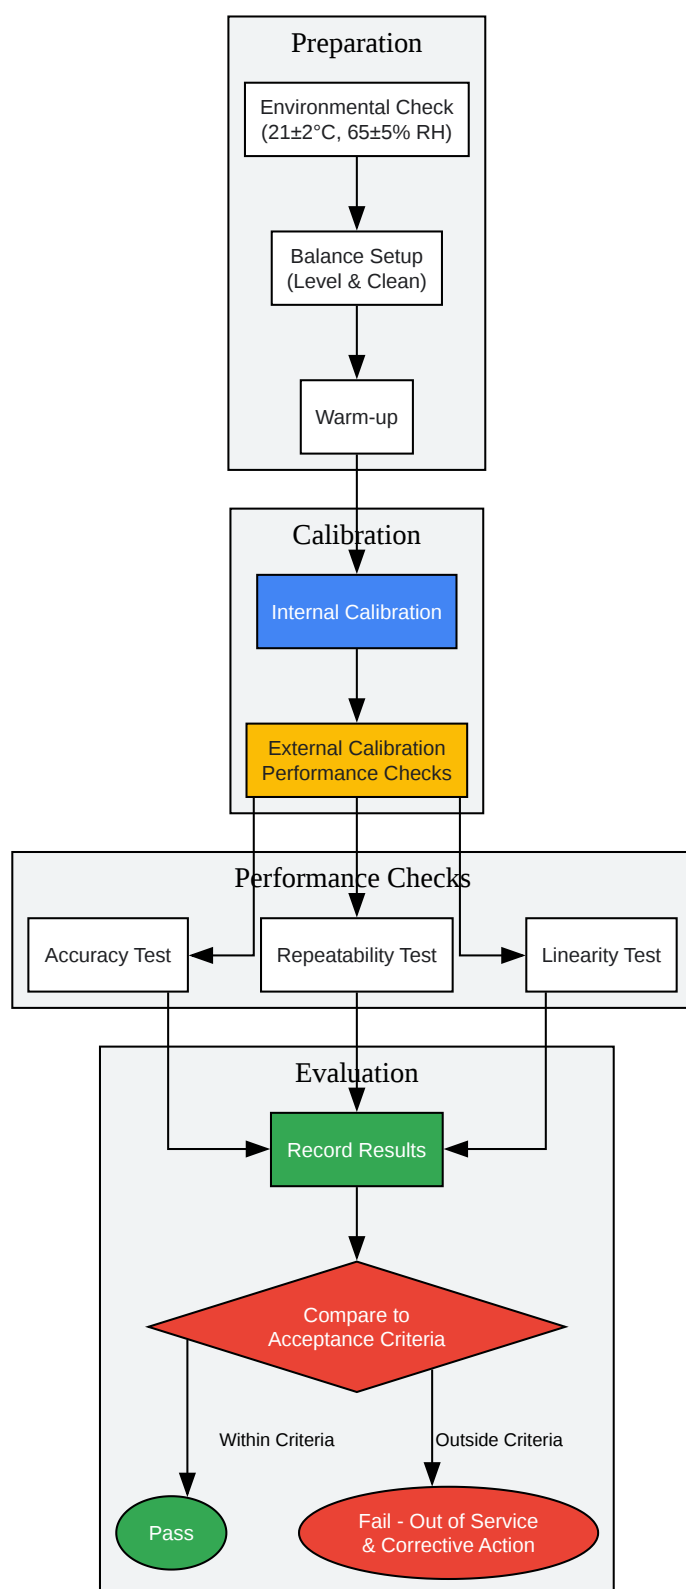 Preparation
Environmental Check
(21±2°C, 65±5% RH)
Balance Setup
(Level & Clean)
Warm-up
Calibration
Internal Calibration
External Calibration
Performance Checks
Performance Checks
Accuracy Test
Repeatability Test
Linearity Test
Evaluation
Record Results
Compare to
Acceptance Criteria
Within Criteria
Outside Criteria
Pass
Fail - Out of Service
& Corrective Action